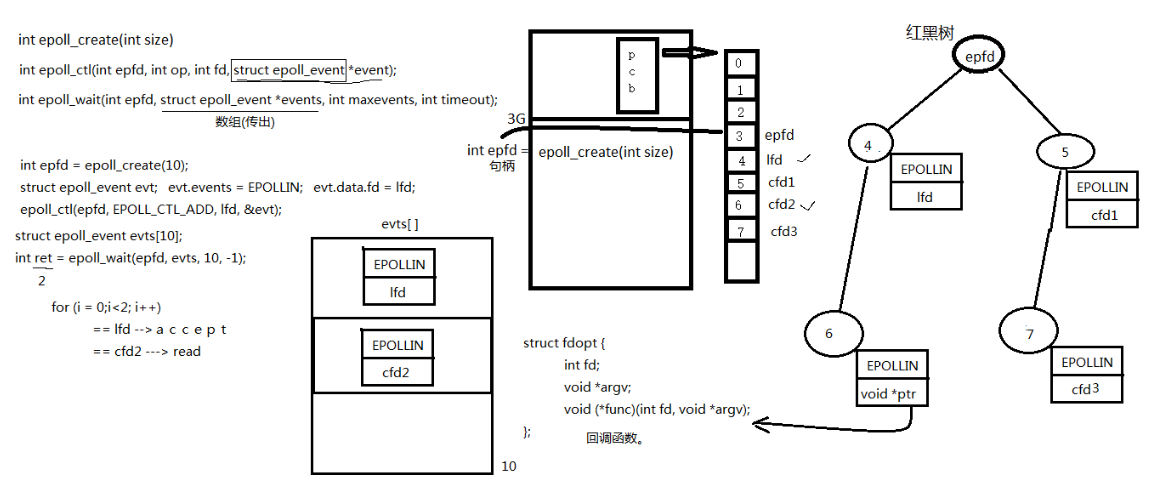 int epoll_create(int size)
int epoll_ctl(int epfd, int op, int fd, struct epoll_event *event);
int epoll_wait(int epfd, struct epoll_event *events, int maxevents, int timeout);
数组(传出)
int epfd = epoll_create(10);
struct epoll_event evt; evt.events = EPOLLIN; evt.data.fd = lfd;
epoll_ctl(epfd, EPOLL_CTL_ADD, lfd, &evt);
struct epoll_event evts[10];
int ret = epoll_wait(epfd, evts, 10, -1);
2
for (i = 0;i<2; i++)
== lfd --> a c c e p t
== cfd2 ---> read
evts[ ]
EPOLLIN
lfd
EPOLLIN
cfd2
10
p
c
b
3G
int epfd =
句柄
epoll_create(int size)
0
1
2
3 epfd
4 lfd
5 cfd1
6 cfd2
7 cfd3
struct fdopt {
int fd;
void *argv;
void (*func)(int fd, void *argv);
};
回调函数。
红黑树
epfd
4
EPOLLIN
lfd
5
EPOLLIN
cfd1
6
EPOLLIN
void *ptr
7
EPOLLIN
cfd3